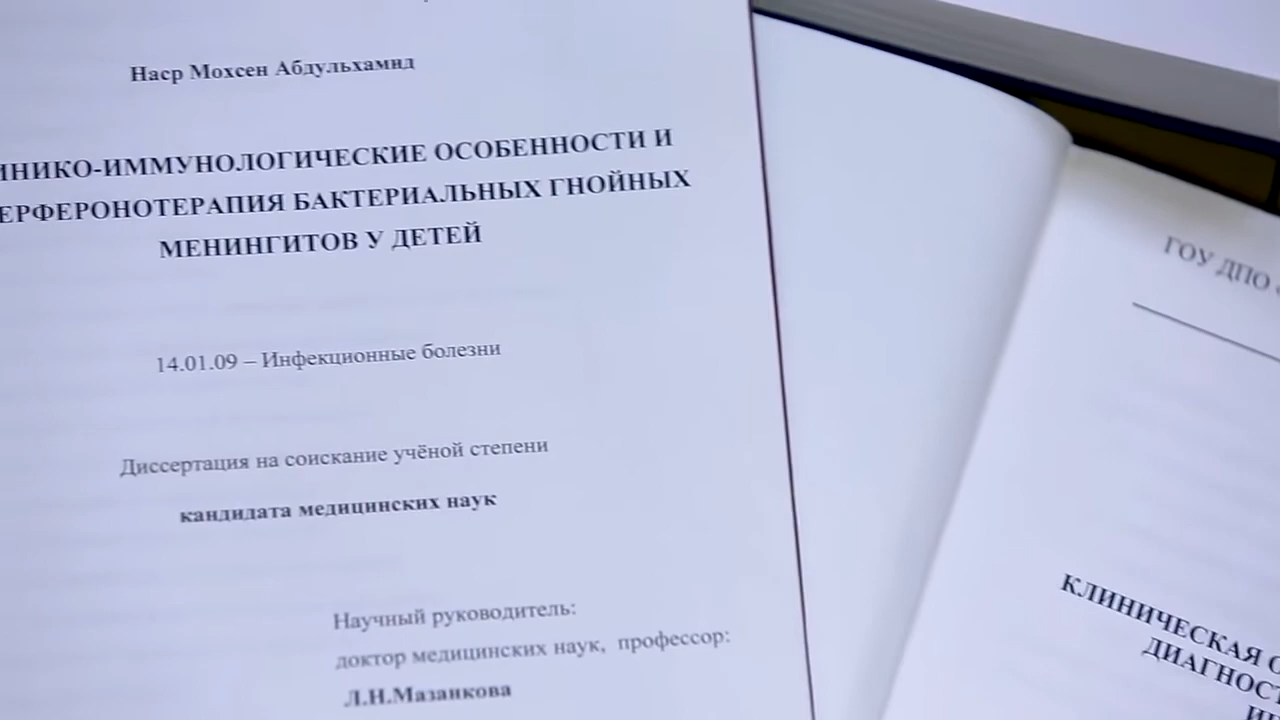 Наср Мохсен Абдульхамид
ИНИКО-ИММУНОЛОГИЧЕСКИЕ ОСОБЕННОСТИ И
ЕРФЕРОНОТЕРАПИЯ БАКТЕРИАЛЬНЫХ ГНОЙНЫХ
МЕНИНГИТОВ У ДЕТЕЙ
14.01.09 – Инфекционные болезни
Диссертация на соискание учёной степени
кандидата медицинских наук
Научный руководитель:
доктор медицинских наук, профессор:
Л.Н.Мазанкова
ГОУ ДПО «
КЛИНИЧЕСКАЯ О
ДИАГНОСТ